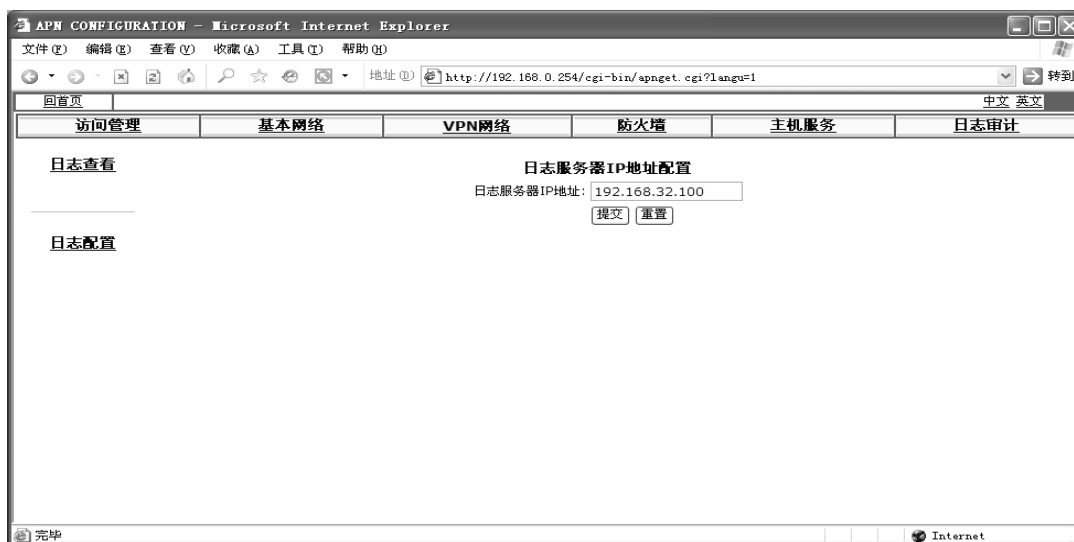 APN CONFIGURATION - Microsoft Internet Explorer
文件(F) 编辑(E) 查看(V) 收藏(A) 工具(T) 帮助(H)
地址(D) http://192.168.0.254/cgi-bin/apnget.cgi?langu=1 转到
回首页 中文 英文
访问管理 基本网络 VPN网络 防火墙 主机服务 日志审计
日志查看
日志服务器IP地址配置
日志服务器IP地址: 192.168.32.100
提交 重置
日志配置
完毕 Internet